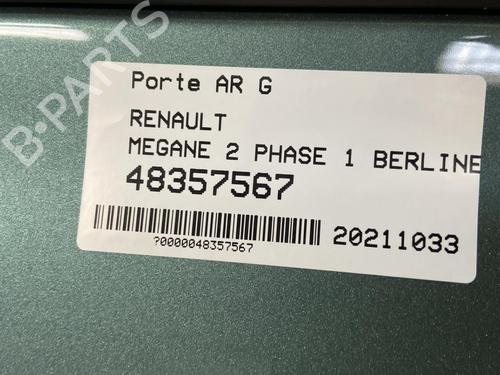 Porte AR G
RENAULT
MEGANE 2 PHASE 1 BERLINE
48357567
20211033
?0000048357567
B-PARTS